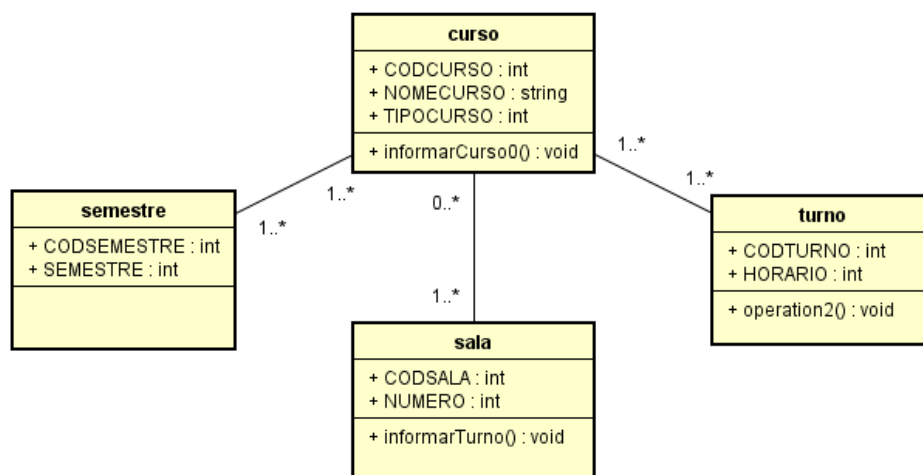 curso
+ CODCURSO : int
+ NOMECURSO : string
+ TIPOCURSO : int
+ informarCurso0() : void
1..*
1..*
0..*
1..*
1..*
1..*
semestre
+ CODSEMESTRE : int
+ SEMESTRE : int
turno
+ CODTURNO : int
+ HORARIO : int
+ operation2() : void
sala
+ CODSALA : int
+ NUMERO : int
+ informarTurno() : void